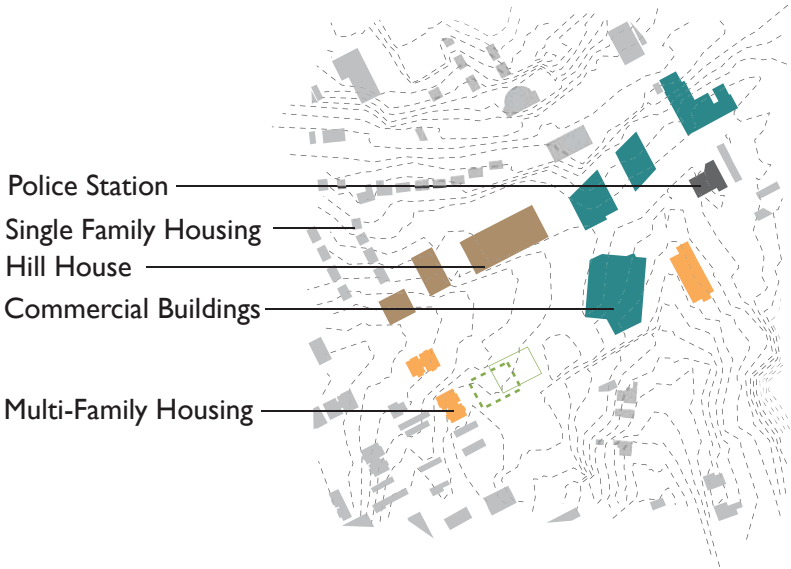 Police Station
Single Family Housing
Hill House
Commercial Buildings
Multi-Family Housing